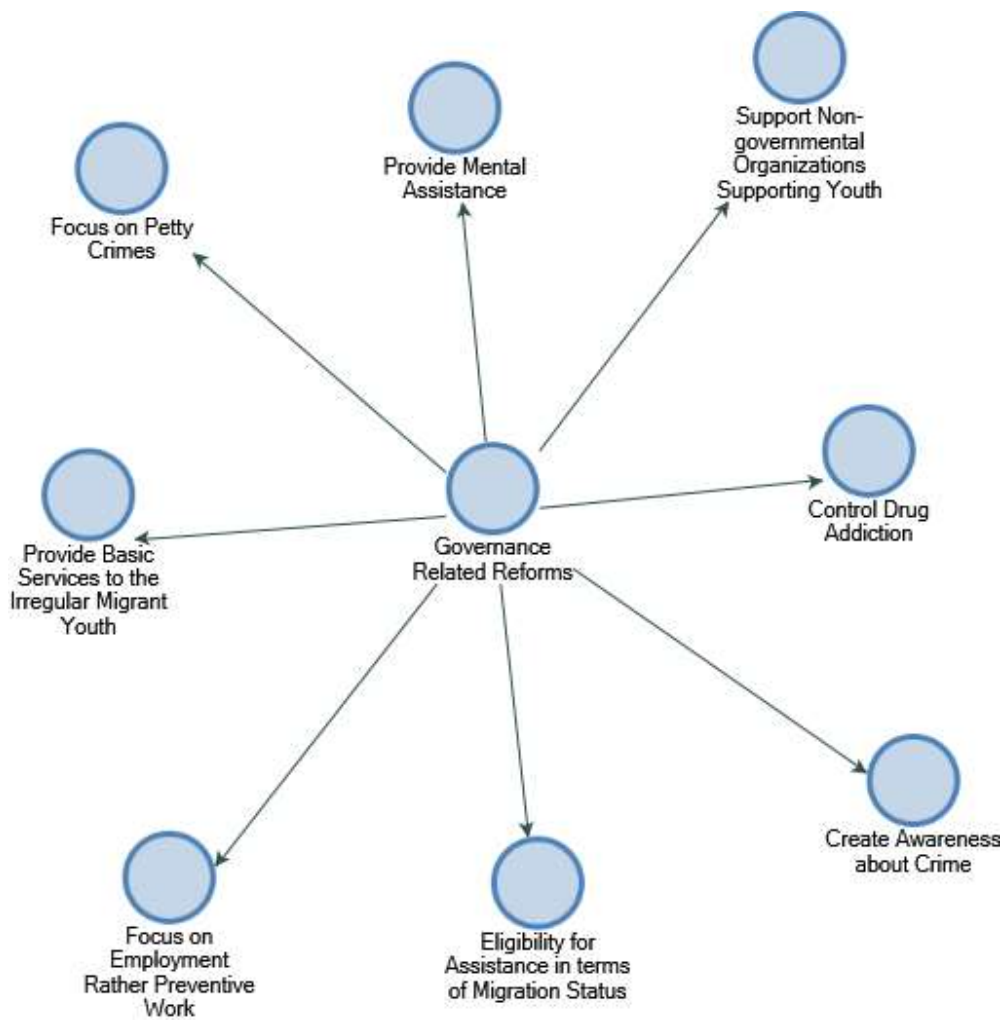 Support Non-
governmental
Organizations
Supporting Youth
Provide Mental
Assistance
Focus on Petty
Crimes
Control Drug
Addiction
Governance
Related Reforms
Provide Basic
Services to the
Irregular Migrant
Youth
Create Awareness
about Crime
Focus on
Employment
Rather Preventive
Work
Eligibility for
Assistance in terms
of Migration Status